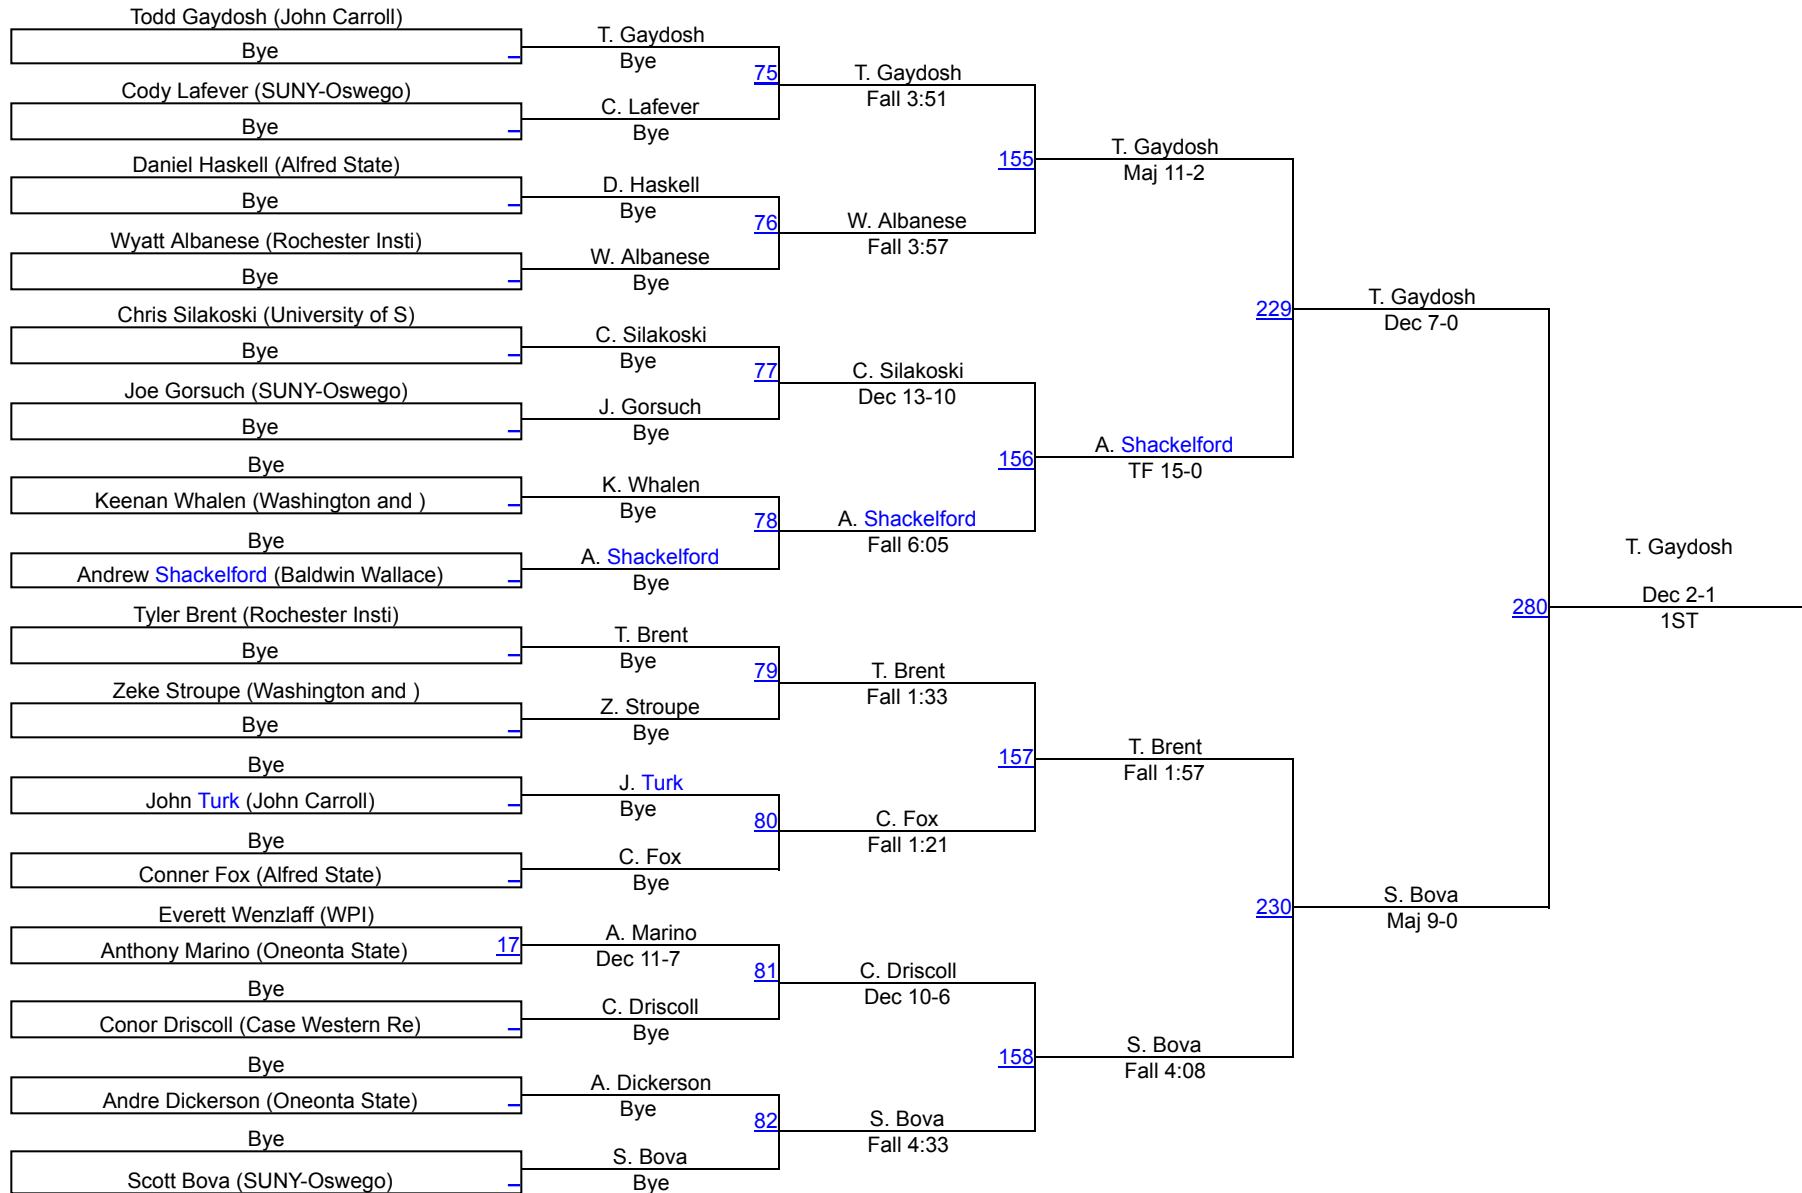 Todd Gaydosh (John Carroll)
Bye
Cody Lafever (SUNY-Oswego)
Bye
Daniel Haskell (Alfred State)
Bye
Wyatt Albanese (Rochester Insti)
Bye
Chris Silakoski (University of S)
Bye
Joe Gorsuch (SUNY-Oswego)
Bye
Bye
Keenan Whalen (Washington and )
Bye
Andrew Shackelford (Baldwin Wallace)
Tyler Brent (Rochester Insti)
Bye
Zeke Stroupe (Washington and )
Bye
Bye
John Turk (John Carroll)
Bye
Conner Fox (Alfred State)
Everett Wenzlaff (WPI)
Anthony Marino (Oneonta State) 17
Bye
Conor Driscoll (Case Western Re)
Bye
Andre Dickerson (Oneonta State)
Bye
Scott Bova (SUNY-Oswego)
T. Gaydosh
Bye
75
C. Lafever
Bye
D. Haskell
Bye
76
W. Albanese
Bye
C. Silakoski
Bye
77
J. Gorsuch
Bye
K. Whalen
Bye
78
A. Shackelford
Bye
T. Brent
Bye
79
Z. Stroupe
Bye
J. Turk
Bye
80
C. Fox
Bye
A. Marino
Dec 11-7
81
C. Driscoll
Bye
A. Dickerson
Bye
82
S. Bova
Bye
T. Gaydosh
Fall 3:51
155
W. Albanese
Fall 3:57
C. Silakoski
Dec 13-10
156
A. Shackelford
Fall 6:05
T. Brent
Fall 1:33
157
C. Fox
Fall 1:21
C. Driscoll
Dec 10-6
158
S. Bova
Fall 4:33
T. Gaydosh
Maj 11-2
229
A. Shackelford
TF 15-0
T. Brent
Fall 1:57
230
S. Bova
Fall 4:08
T. Gaydosh
Dec 7-0
280
S. Bova
Maj 9-0
T. Gaydosh
Dec 2-1
1ST